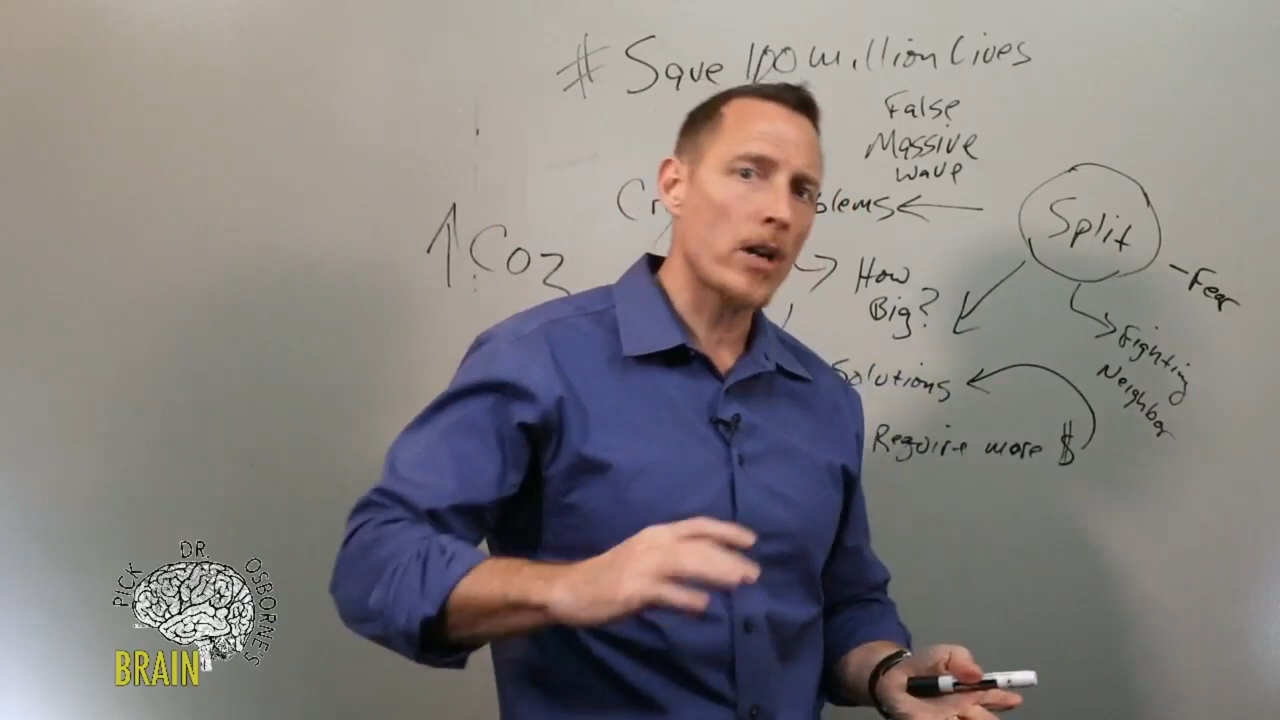 # Save 100 million Lives
False
Massive
wave
Cr
blems
Split
↑ CO2
How
Big?
-Fear
Fighting
Neighbor
Solutions
Require more $
PICK DR. OSBORNE'S
BRAIN